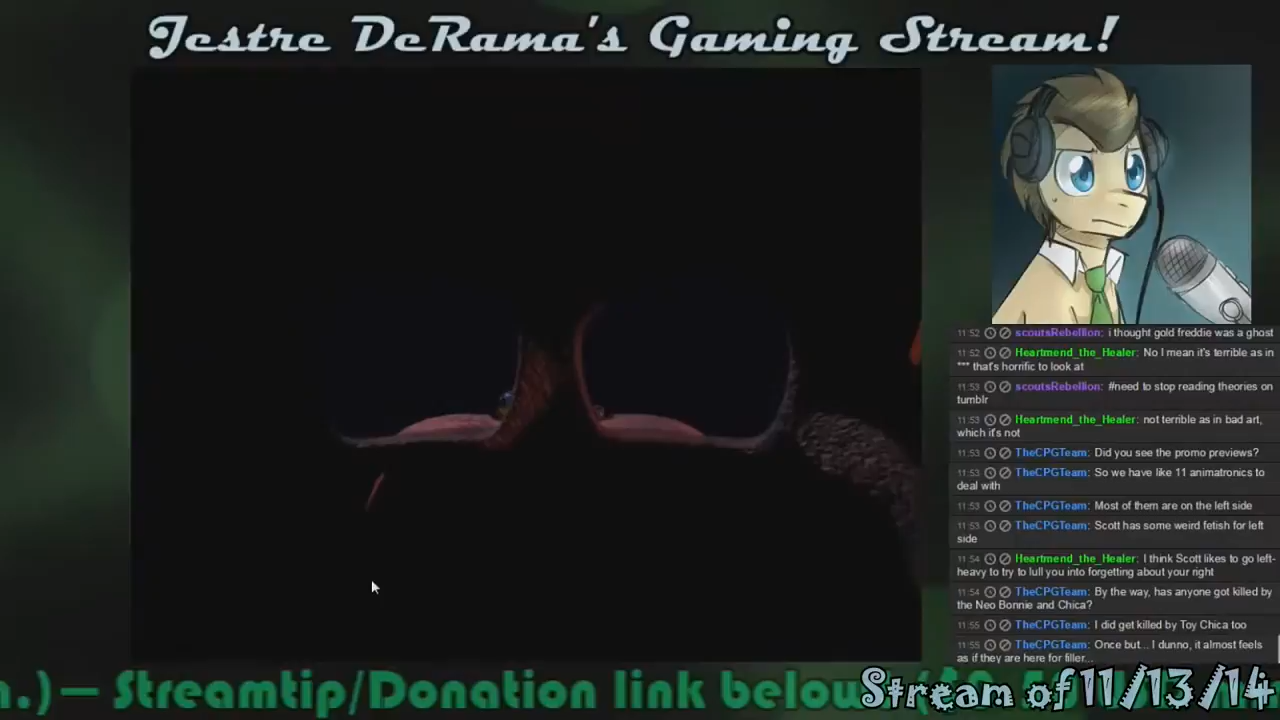 Jestre DeRama's Gaming Stream!
11:52 scoutsRebellion: i thought gold freddie was a ghost
11:52 Heartmend_the_Healer: No I mean it's terrible as in
*** that's horrific to look at
11:53 scoutsRebellion: #need to stop reading theories on
tumblr
11:53 Heartmend_the_Healer: not terrible as in bad art,
which it's not
11:53 TheCPGTeam: Did you see the promo previews?
11:53 TheCPGTeam: So we have like 11 animatronics to
deal with
11:53 TheCPGTeam: Most of them are on the left side
11:53 TheCPGTeam: Scott has some weird fetish for left
side
11:54 Heartmend_the_Healer: I think Scott likes to go left-
heavy to try to lull you into forgetting about your right
11:54 TheCPGTeam: By the way, has anyone got killed by
the Neo Bonnie and Chica?
11:55 TheCPGTeam: I did get killed by Toy Chica too
11:55 TheCPGTeam: Once but... I dunno, it almost feels
as if they are here for filler...
n.) — Streamtip/Donation link below
Stream of 11/13/14